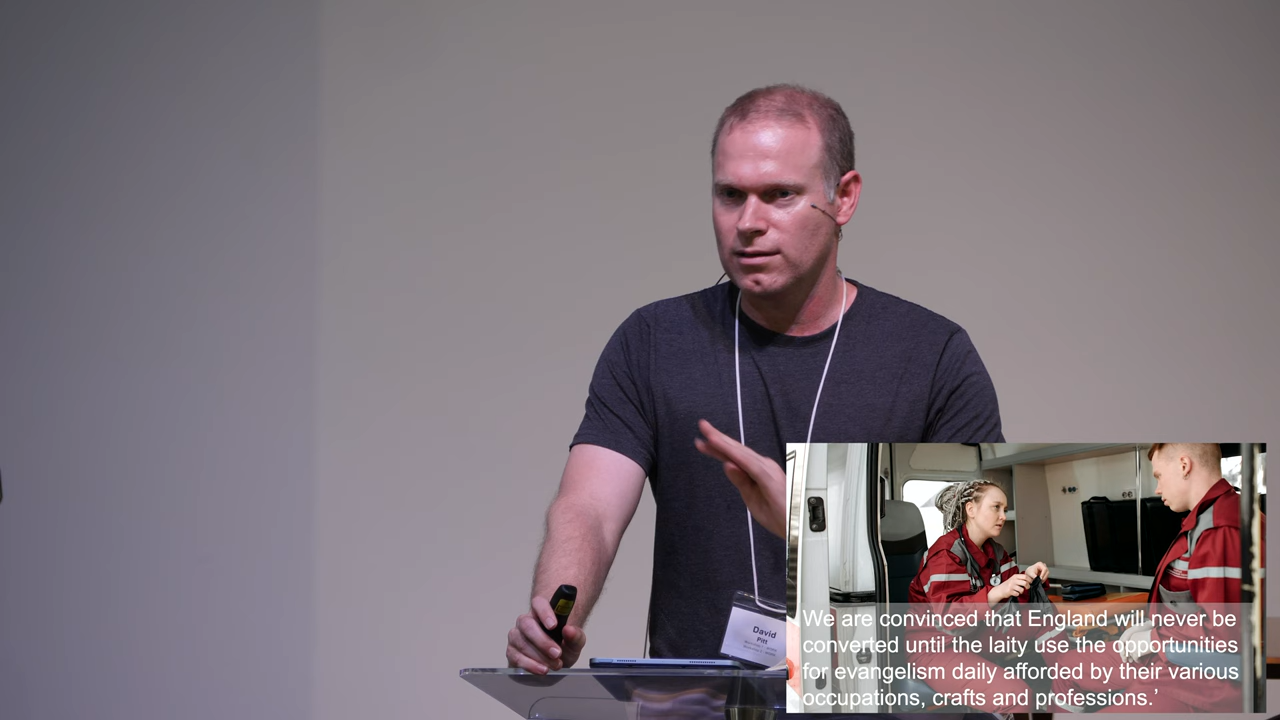 David
Pitt
We are convinced that England will never be
converted until the laity use the opportunities
for evangelism daily afforded by their various
occupations, crafts and professions.’